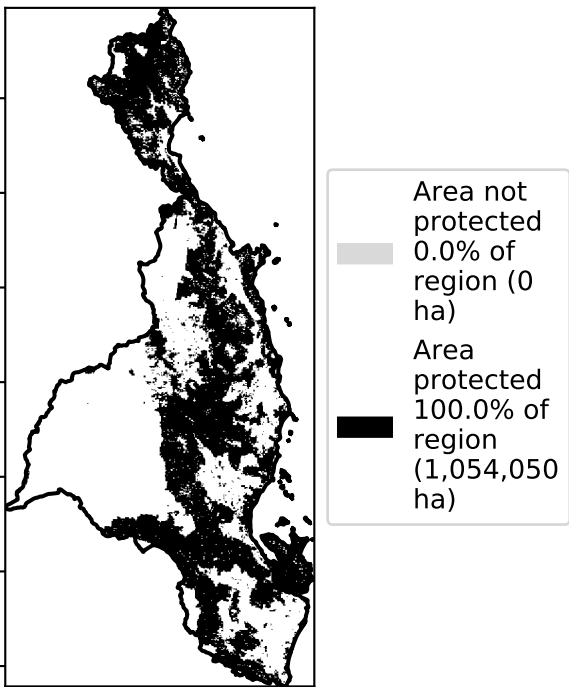 Area not
protected
0.0% of
region (0
ha)
Area
protected
100.0% of
region
(1,054,050
ha)